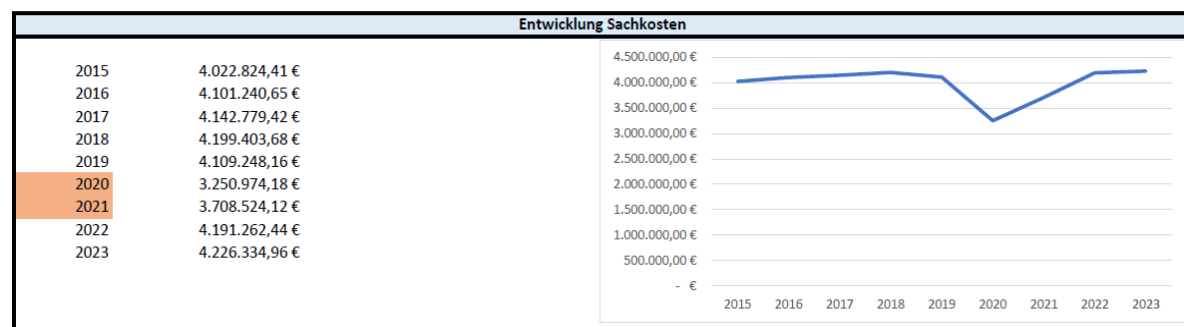 Entwicklung Sachkosten
2015 4.022.824,41 €
2016 4.101.240,65 €
2017 4.142.779,42 €
2018 4.199.403,68 €
2019 4.109.248,16 €
2020 3.250.974,18 €
2021 3.708.524,12 €
2022 4.191.262,44 €
2023 4.226.334,96 €
4.500.000,00 €
4.000.000,00 €
3.500.000,00 €
3.000.000,00 €
2.500.000,00 €
2.000.000,00 €
1.500.000,00 €
1.000.000,00 €
500.000,00 €
- €
2015 2016 2017 2018 2019 2020 2021 2022 2023